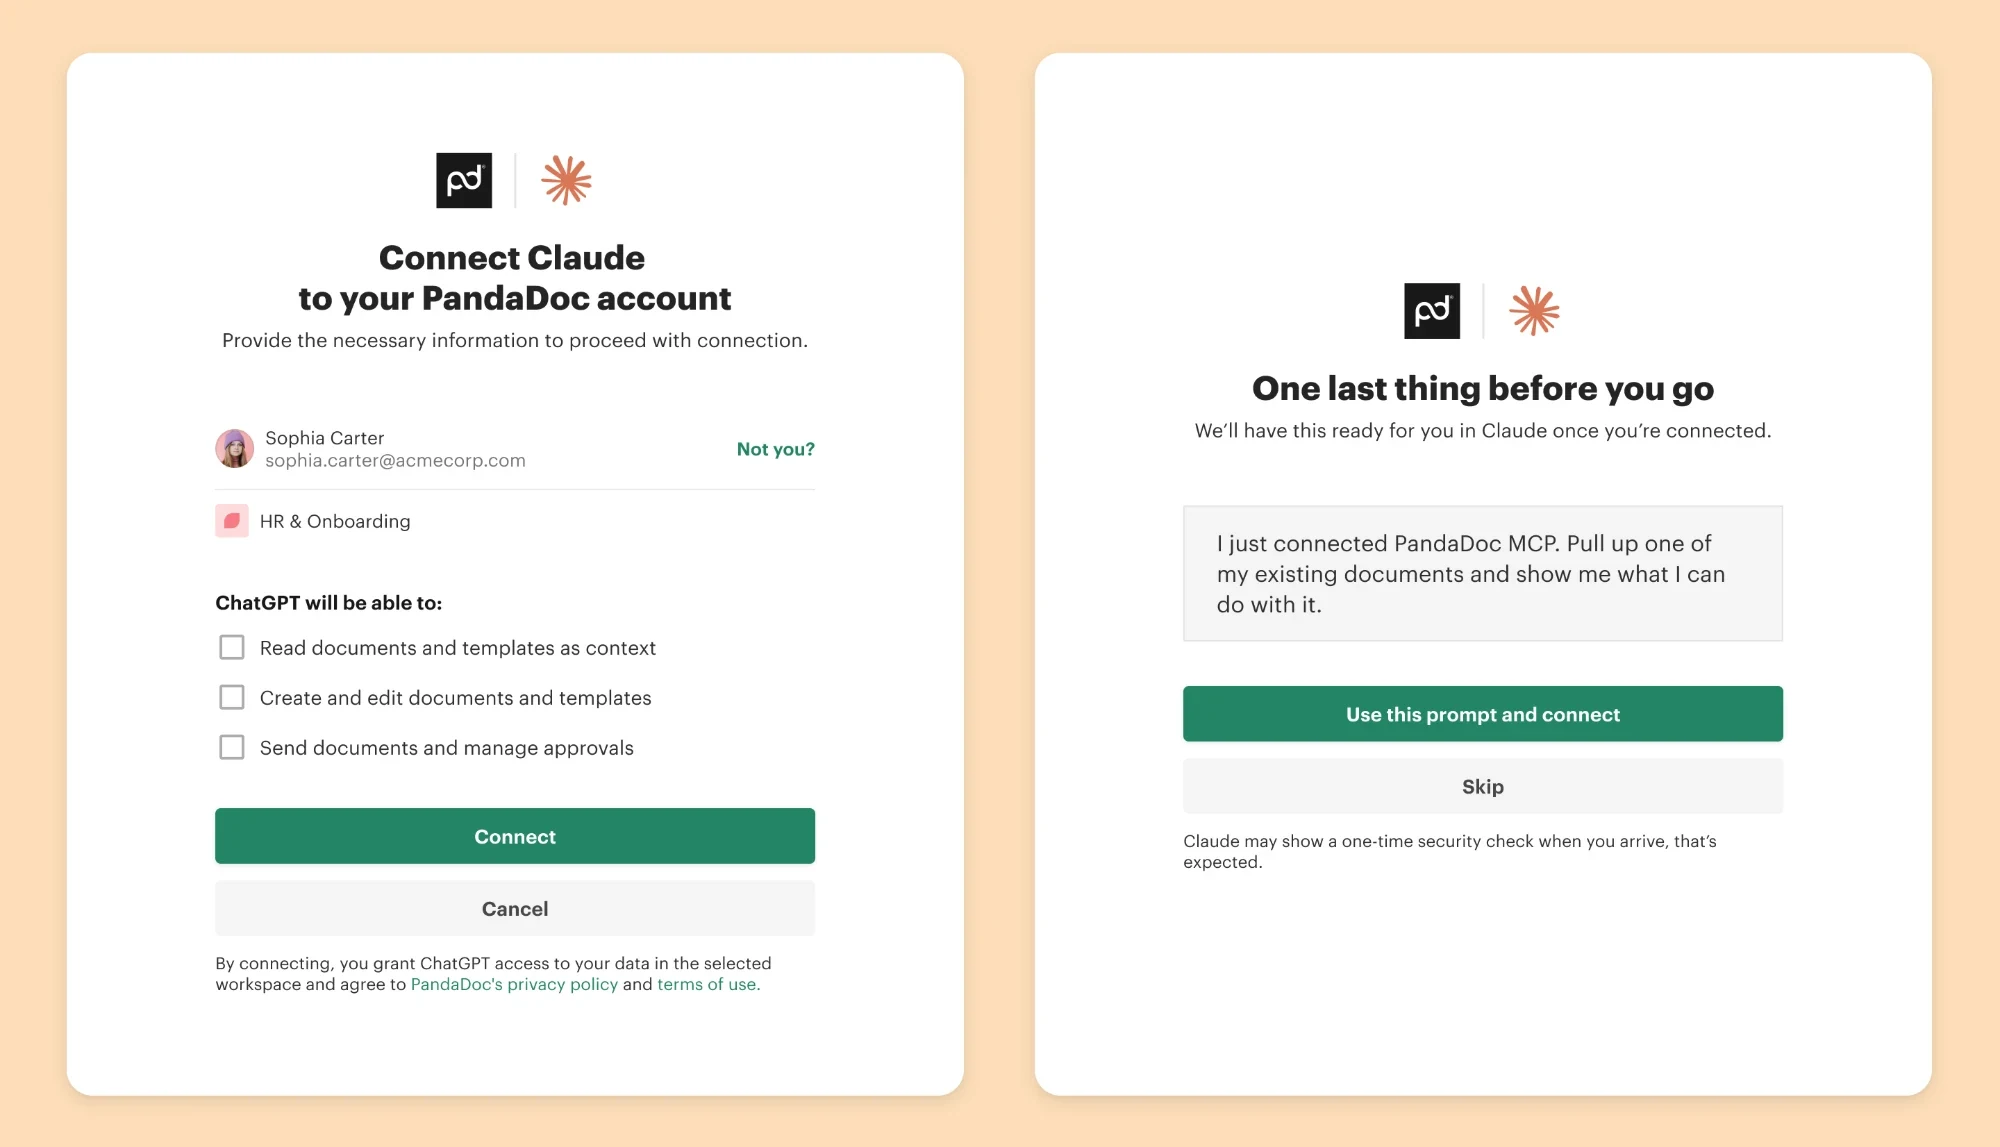 pd
Connect Claude
to your PandaDoc account
Provide the necessary information to proceed with connection.
Sophia Carter
sophia.carter@acmecorp.com
Not you?
HR & Onboarding
ChatGPT will be able to:
Read documents and templates as context
Create and edit documents and templates
Send documents and manage approvals
Connect
Cancel
By connecting, you grant ChatGPT access to your data in the selected
workspace and agree to PandaDoc's privacy policy and terms of use.
pd
One last thing before you go
We’ll have this ready for you in Claude once you’re connected.
I just connected PandaDoc MCP. Pull up one of
my existing documents and show me what I can
do with it.
Use this prompt and connect
Skip
Claude may show a one-time security check when you arrive, that’s
expected.